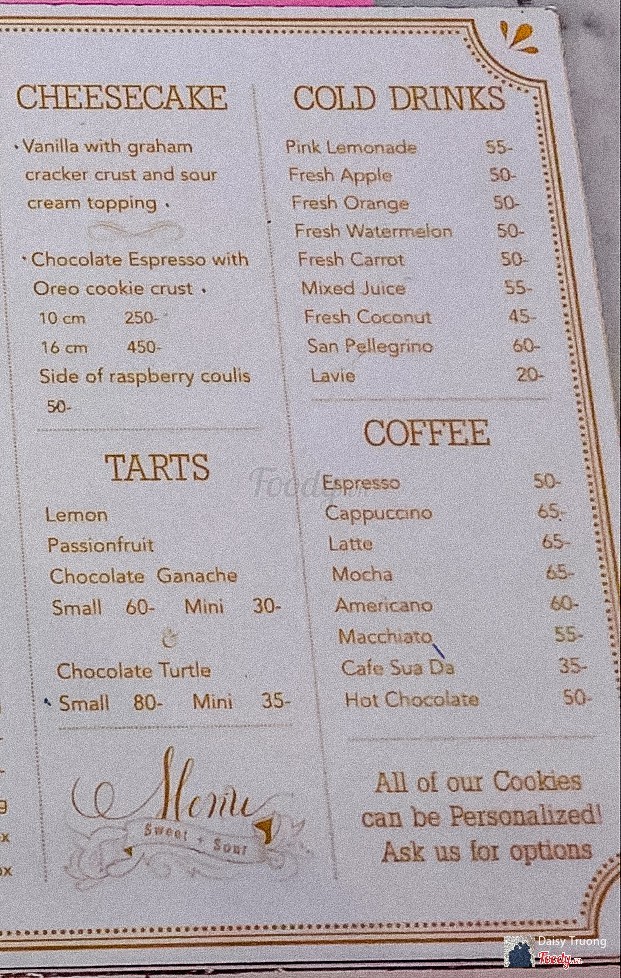 CHEESECAKE
· Vanilla with graham
cracker crust and sour
cream topping ·
· Chocolate Espresso with
Oreo cookie crust ·
10 cm 250-
16 cm 450-
Side of raspberry coulis
50-
TARTS
Lemon
Passionfruit
Chocolate Ganache
Small 60- Mini 30-
&
Chocolate Turtle
Small 80- Mini 35-
Menu
Sweet + Sour
COLD DRINKS
Pink Lemonade 55-
Fresh Apple 50-
Fresh Orange 50-
Fresh Watermelon 50-
Fresh Carrot 50-
Mixed Juice 55-
Fresh Coconut 45-
San Pellegrino 60-
Lavie 20-
COFFEE
Espresso 50-
Cappuccino 65-
Latte 65-
Mocha 65-
Americano 60-
Macchiato 55-
Cafe Sua Da 35-
Hot Chocolate 50-
All of our Cookies
can be Personalized!
Ask us for options
g
x
ox
Foody
Daisy Truong
Foody.vn